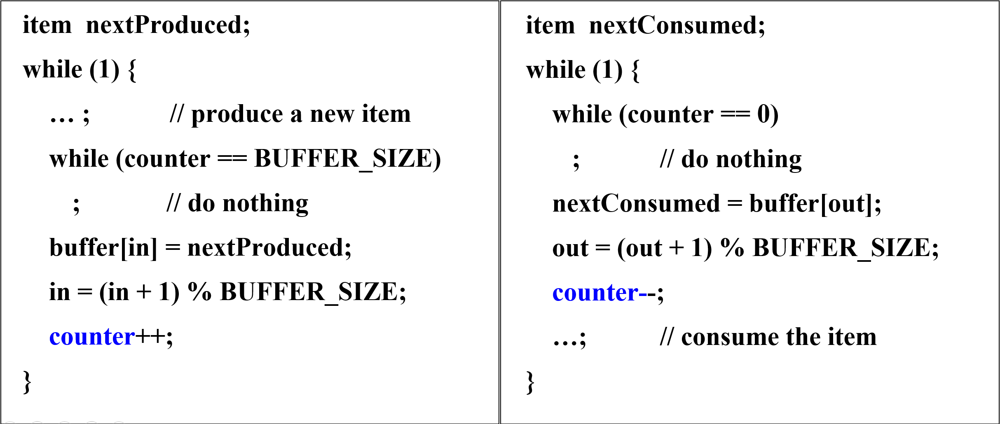 item nextProduced;
while (1) {
… ; // produce a new item
while (counter == BUFFER_SIZE)
; // do nothing
buffer[in] = nextProduced;
in = (in + 1) % BUFFER_SIZE;
counter++;
}
item nextConsumed;
while (1) {
while (counter == 0)
; // do nothing
nextConsumed = buffer[out];
out = (out + 1) % BUFFER_SIZE;
counter--;
…; // consume the item
}